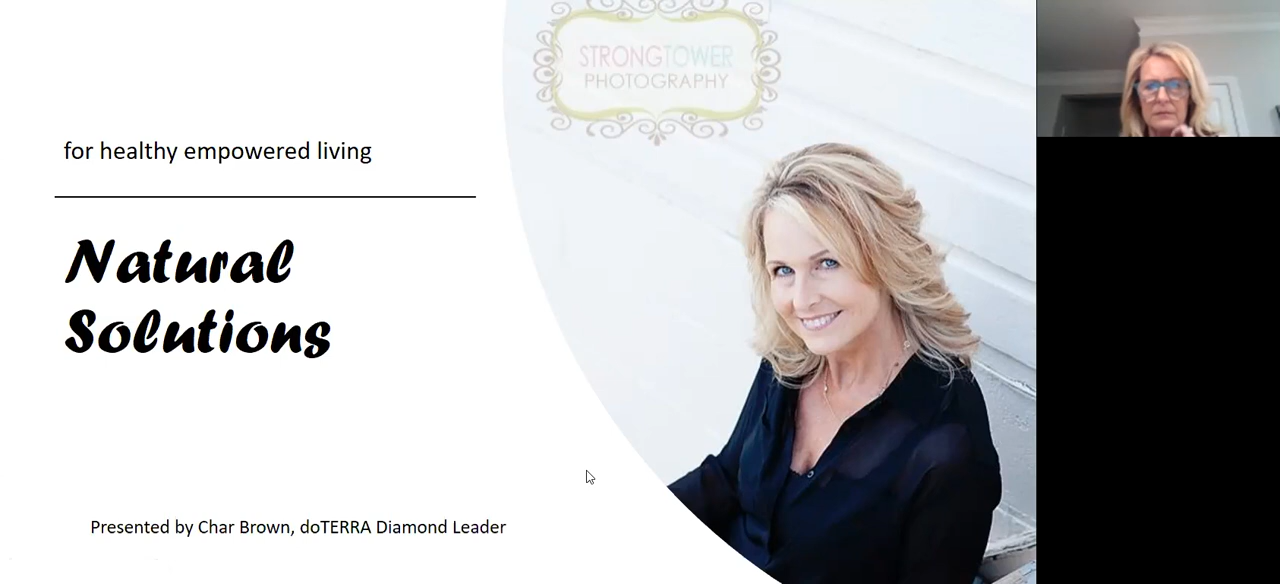 STRONGTOWER
PHOTOGRAPHY
for healthy empowered living
Natural
Solutions
Presented by Char Brown, doTERRA Diamond Leader